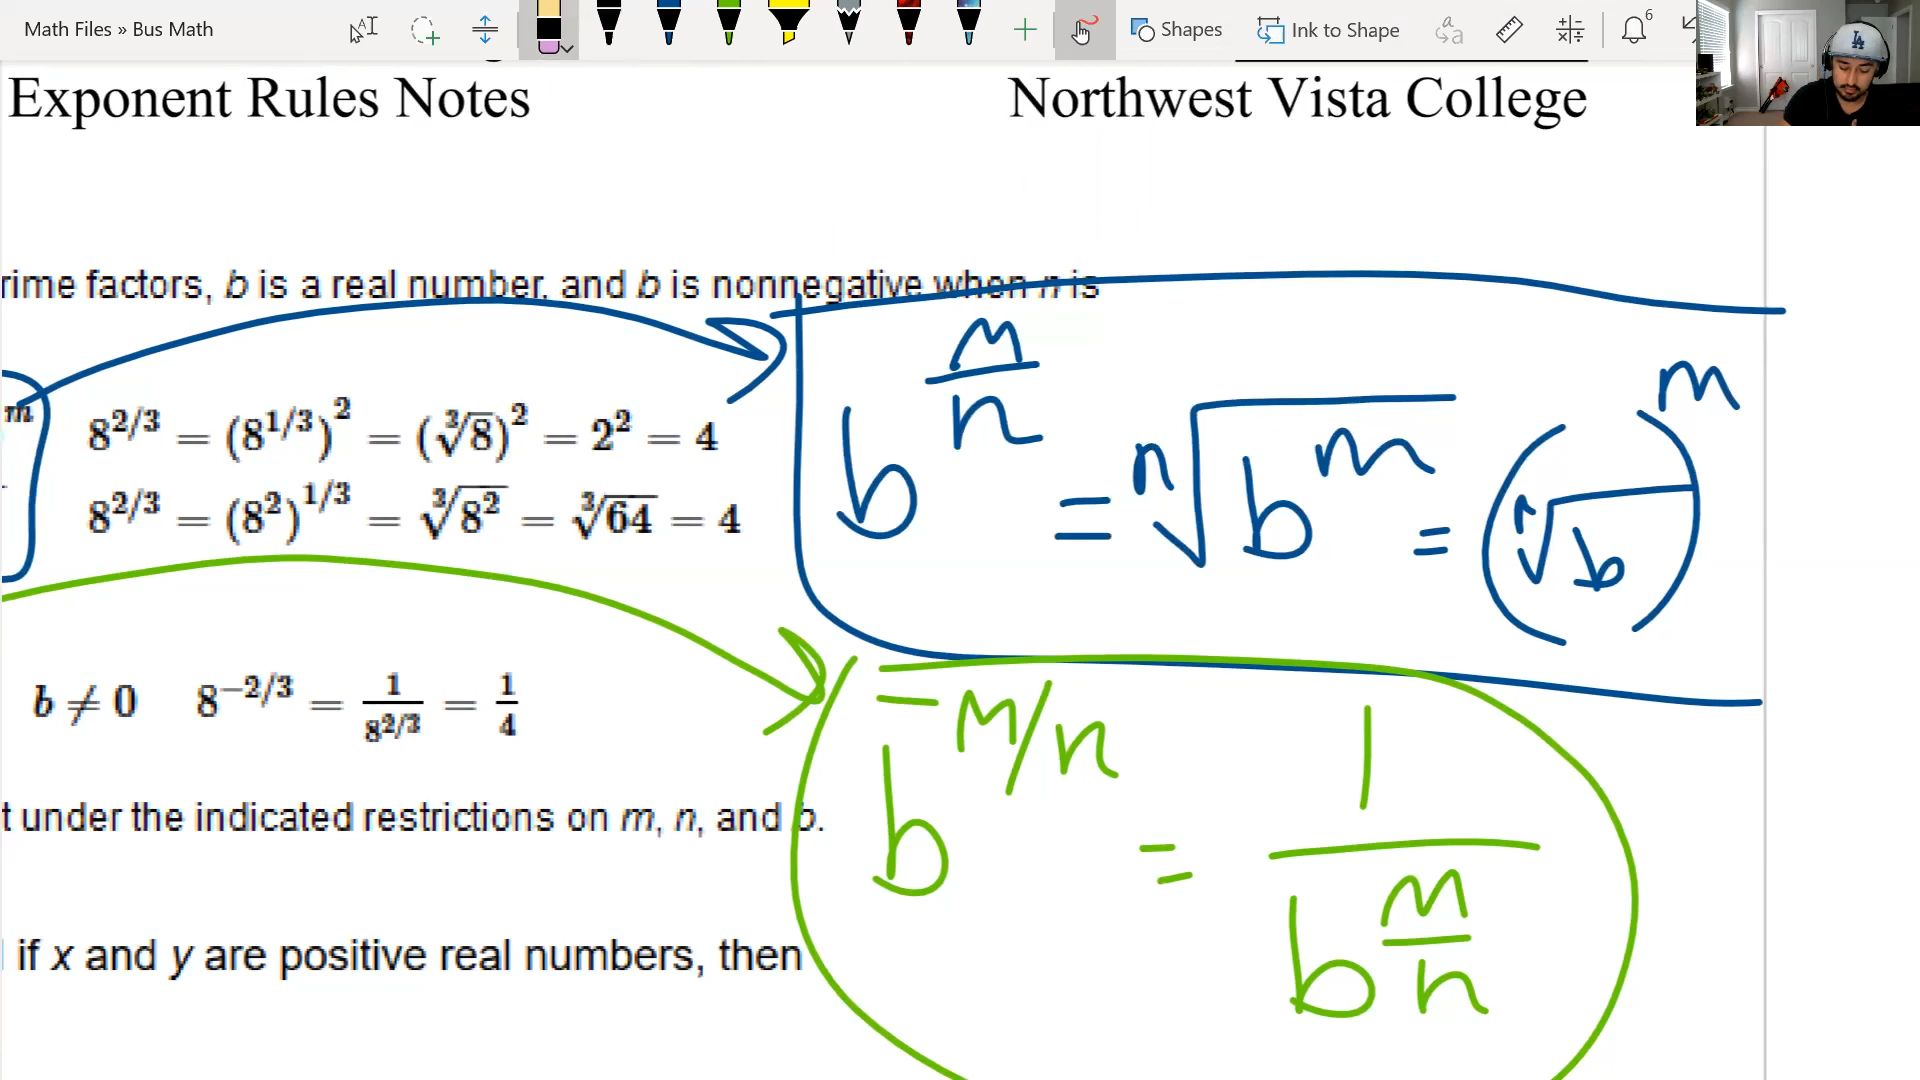 Math Files » Bus Math
Shapes
Ink to Shape
6
Exponent Rules Notes
Northwest Vista College
rime factors, b is a real number, and b is nonnegative when n is
m
8^{2/3} = (8^{1/3})^2 = (∛8)^2 = 2^2 = 4
8^{2/3} = (8^2)^{1/3} = ∛8^2 = ∛64 = 4
b^{m/n} = ⁿ√b^m = (ⁿ√b)^m
b ≠ 0 8^{-2/3} = 1/8^{2/3} = 1/4
b^{-m/n} = 1/b^{m/n}
t under the indicated restrictions on m, n, and b.
if x and y are positive real numbers, then